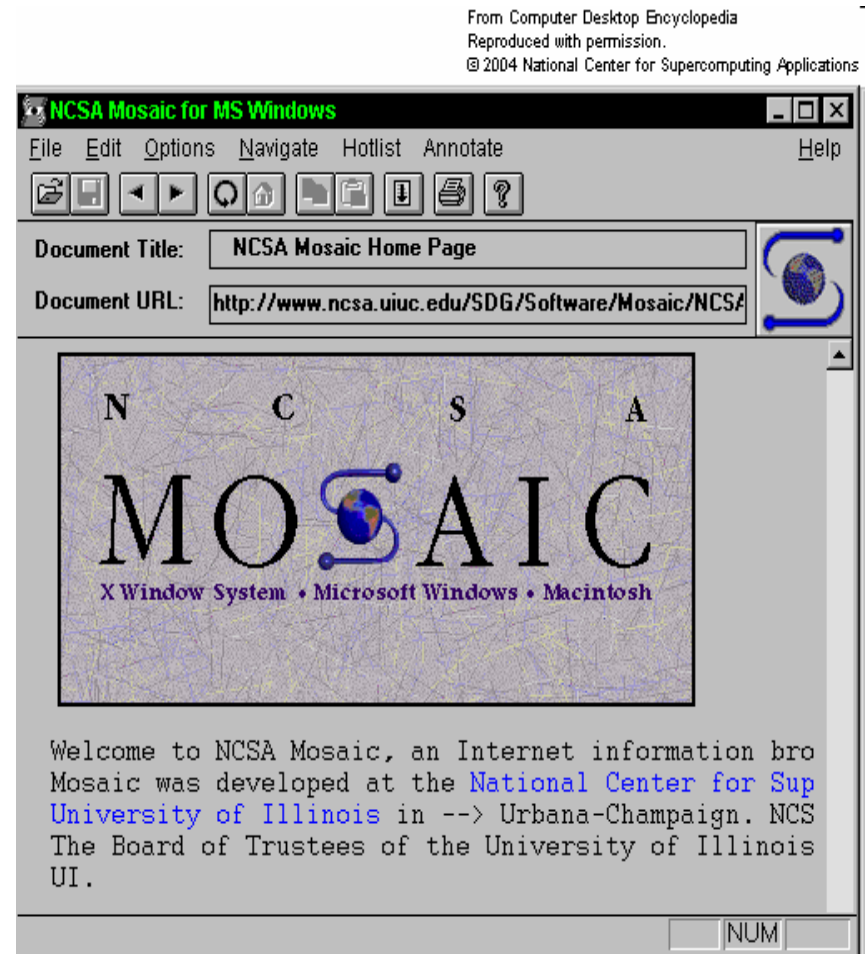 From Computer Desktop Encyclopedia
Reproduced with permission.
© 2004 National Center for Supercomputing Applications
NCSA Mosaic for MS Windows
File Edit Options Navigate Hotlist Annotate Help
Document Title: NCSA Mosaic Home Page
Document URL: http://www.ncsa.uiuc.edu/SDG/Software/Mosaic/NCSA
N C S A
MOSAIC
X Window System • Microsoft Windows • Macintosh
Welcome to NCSA Mosaic, an Internet information bro
Mosaic was developed at the National Center for Sup
University of Illinois in --> Urbana-Champaign. NCS
The Board of Trustees of the University of Illinois
UI.
NUM